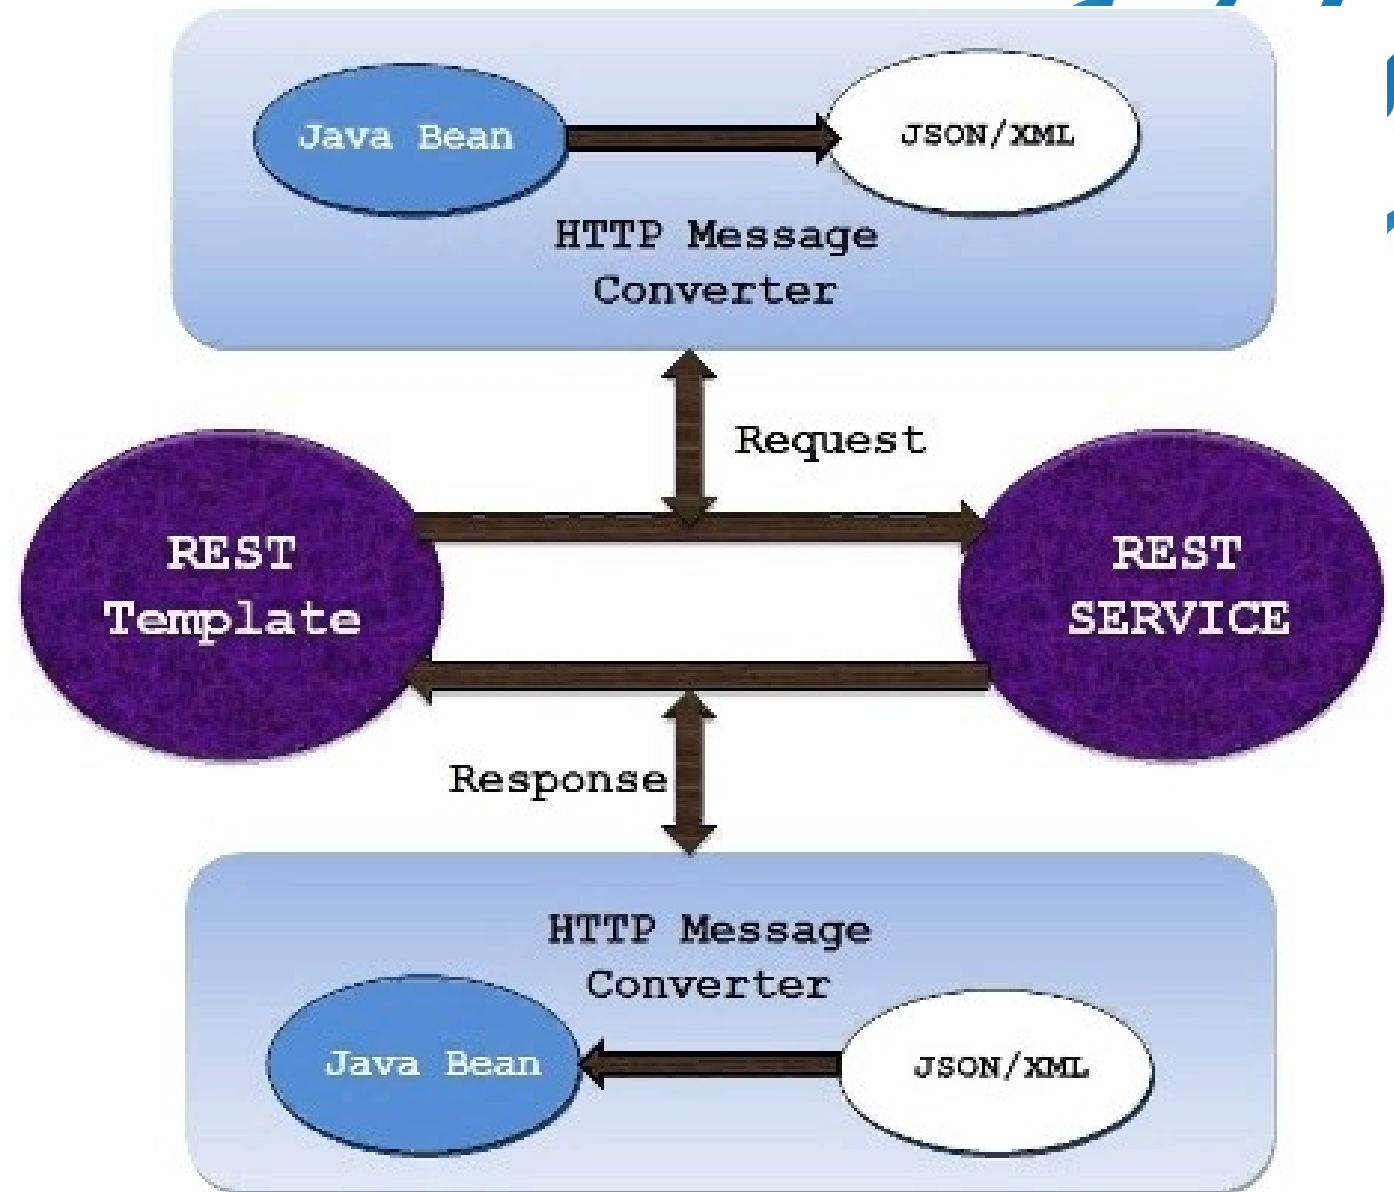 Java Bean
JSON/XML
HTTP Message
Converter
Request
REST
Template
REST
SERVICE
Response
HTTP Message
Converter
Java Bean
JSON/XML